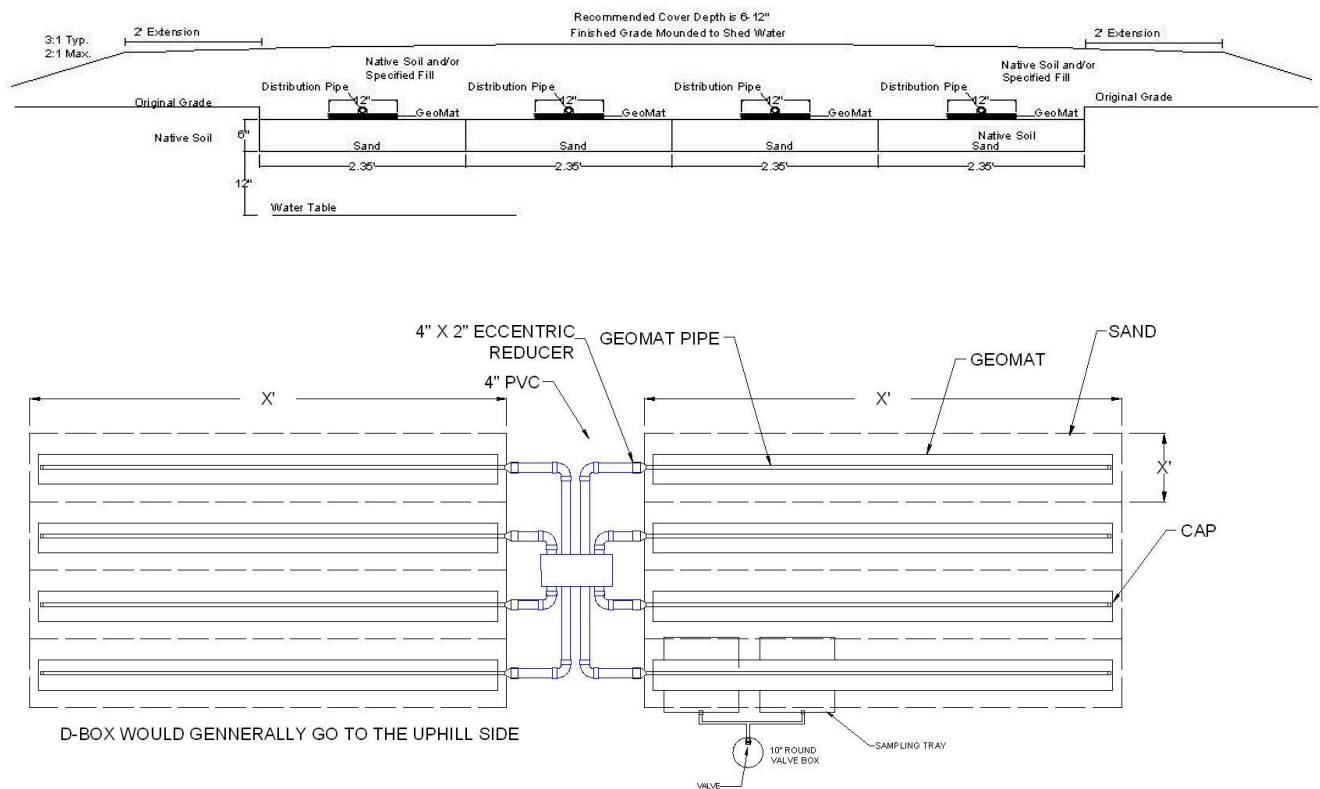 Recommended Cover Depth is 6-12"
Finished Grade Mounded to Shed Water
3:1 Typ.
2:1 Max.
2' Extension
2' Extension
Native Soil and/or
Specified Fill
Native Soil and/or
Specified Fill
Distribution Pipe
Distribution Pipe
Distribution Pipe
Distribution Pipe
12"
12"
12"
12"
Original Grade
GeoMat
GeoMat
GeoMat
GeoMat
Original Grade
Native Soil
6"
Native Soil
Sand
Sand
Sand
Sand
2.35'
2.35'
2.35'
2.35'
12"
Water Table
4" X 2" ECCENTRIC
REDUCER
GEOMAT PIPE
SAND
GEOMAT
4" PVC
X'
X'
X'
CAP
D-BOX WOULD GENNERALLY GO TO THE UPHILL SIDE
10" ROUND
VALVE BOX
SAMPLING TRAY
VALVE